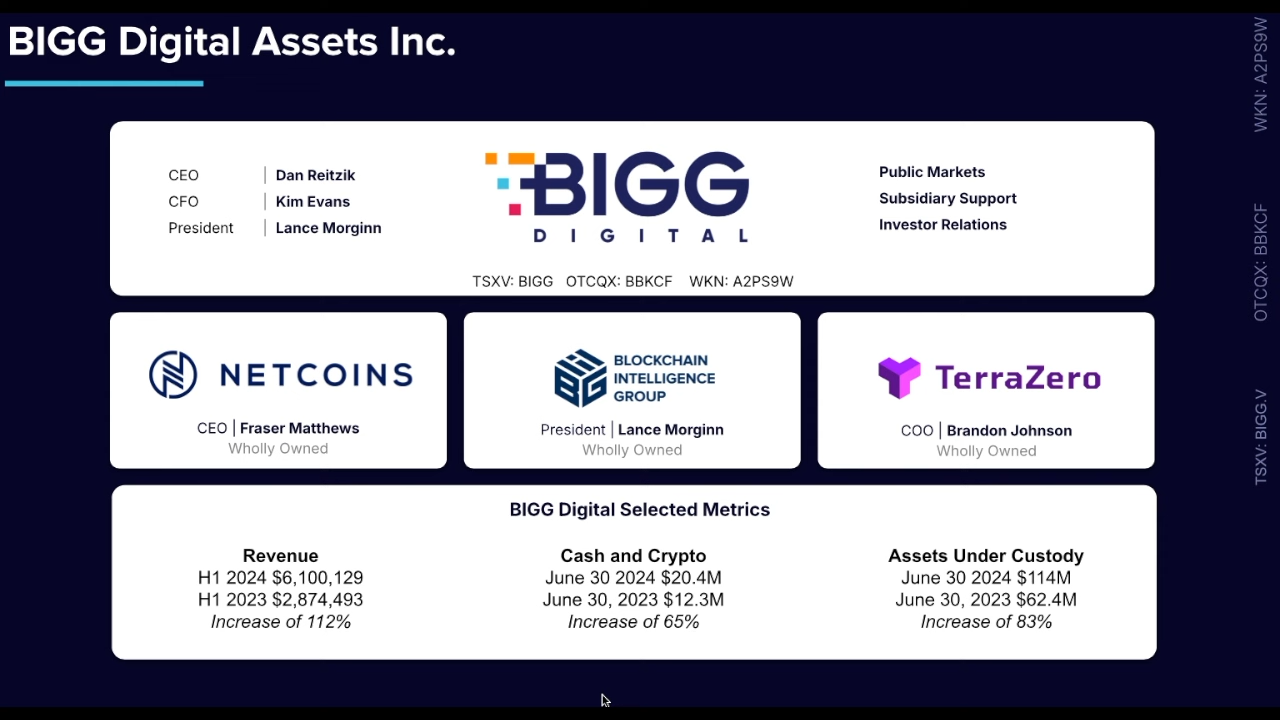 BIGG Digital Assets Inc.
CEO | Dan Reitzik
CFO | Kim Evans
President | Lance Morginn
BIGG
DIGITAL
Public Markets
Subsidiary Support
Investor Relations
TSXV: BIGG OTCQX: BBKCF WKN: A2PS9W
NETCOINS
CEO | Fraser Matthews
Wholly Owned
BIG
BLOCKCHAIN
INTELLIGENCE
GROUP
President | Lance Morginn
Wholly Owned
TerraZero
COO | Brandon Johnson
Wholly Owned
BIGG Digital Selected Metrics
Revenue
H1 2024 $6,100,129
H1 2023 $2,874,493
Increase of 112%
Cash and Crypto
June 30 2024 $20.4M
June 30, 2023 $12.3M
Increase of 65%
Assets Under Custody
June 30 2024 $114M
June 30, 2023 $62.4M
Increase of 83%
TSXV: BIGG.V
OTCQX: BBKCF
WKN: A2PS9W